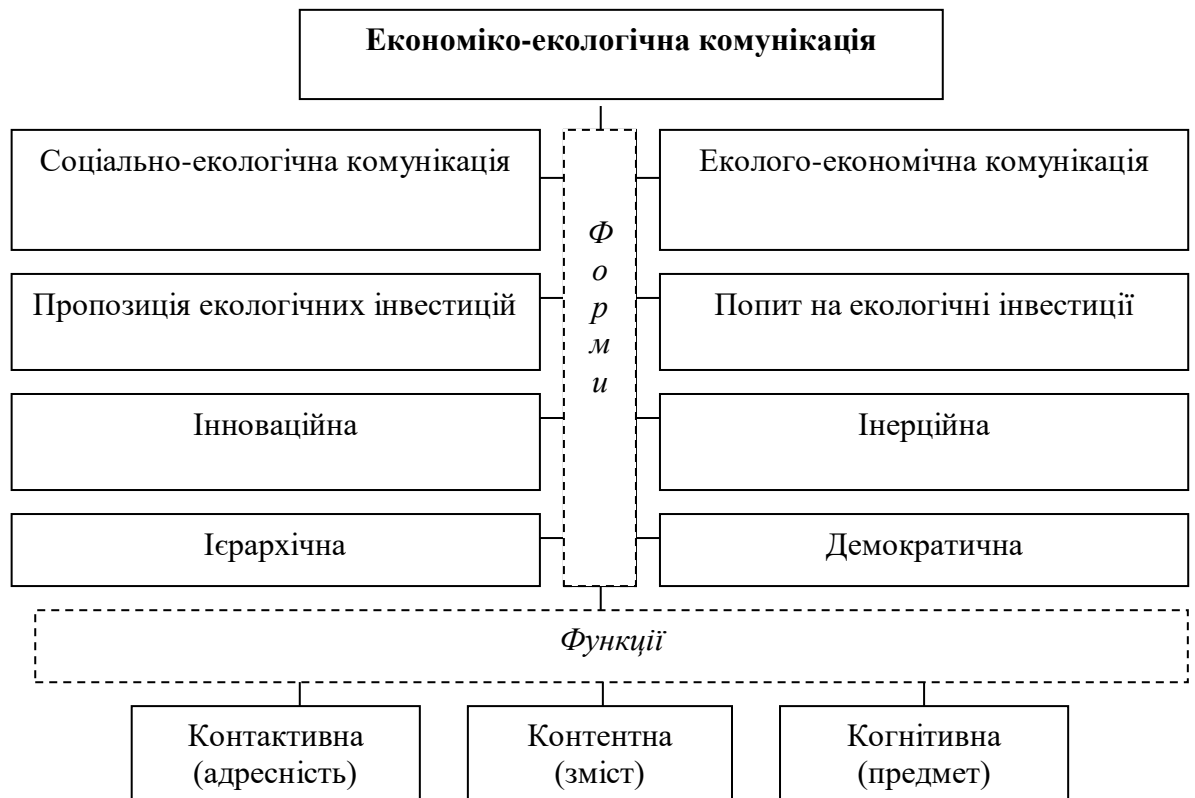 Економіко-екологічна комунікація
Соціально-екологічна комунікація
Еколого-економічна комунікація
Форми
Пропозиція екологічних інвестицій
Попит на екологічні інвестиції
Інноваційна
Інерційна
Ієрархічна
Демократична
Функції
Контактивна
(адресність)
Контентна
(зміст)
Когнітивна
(предмет)